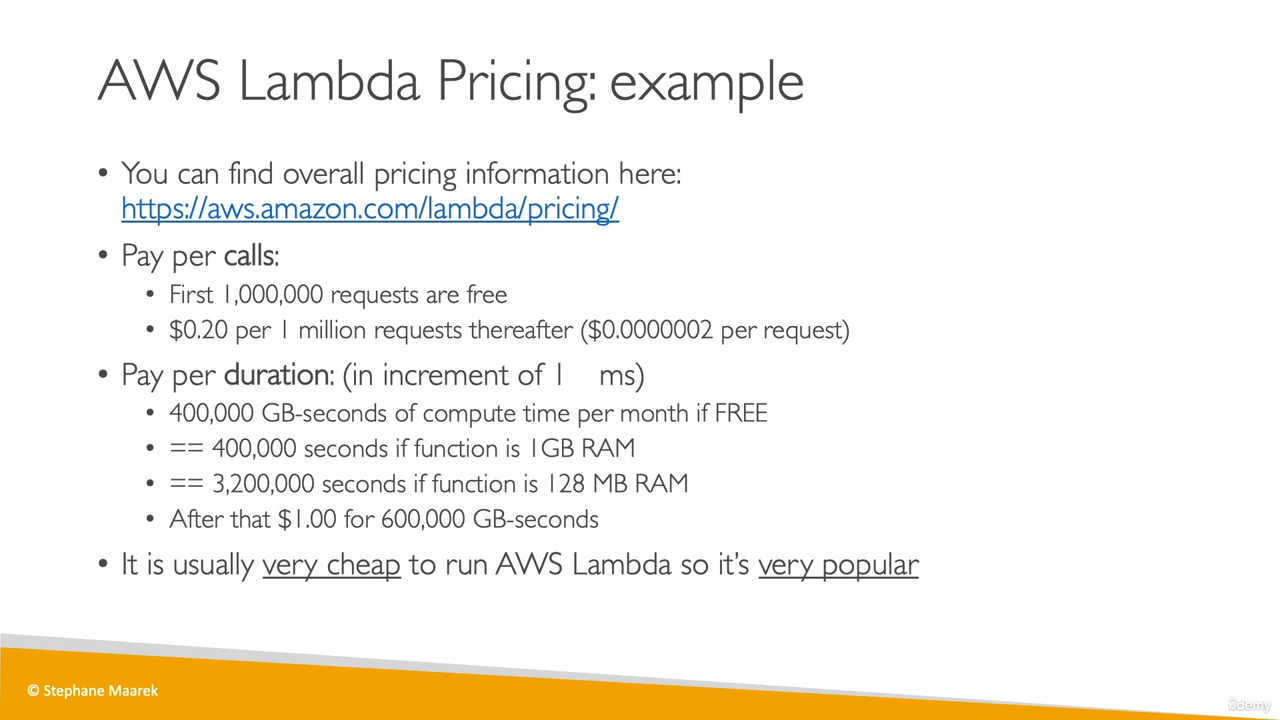 AWS Lambda Pricing: example
• You can find overall pricing information here:
https://aws.amazon.com/lambda/pricing/
• Pay per calls:
• First 1,000,000 requests are free
• $0.20 per 1 million requests thereafter ($0.0000002 per request)
• Pay per duration: (in increment of 1 ms)
• 400,000 GB-seconds of compute time per month if FREE
• == 400,000 seconds if function is 1GB RAM
• == 3,200,000 seconds if function is 128 MB RAM
• After that $1.00 for 600,000 GB-seconds
• It is usually very cheap to run AWS Lambda so it's very popular
© Stephane Maarek
ûdemy